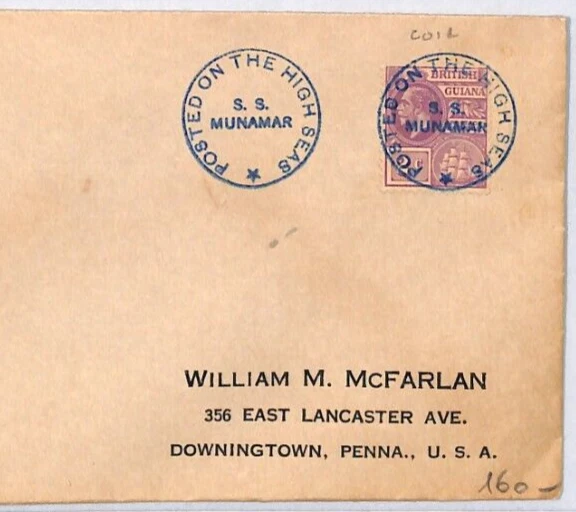 COIL
POSTED ON THE HIGH SEAS
S. S.
MUNAMAR
BRITISH
GUIANA
POSTED ON THE HIGH SEAS
S. S.
MUNAMAR
WILLIAM M. MCFARLAN
356 EAST LANCASTER AVE.
DOWNINGTOWN, PENNA., U. S. A.
160-